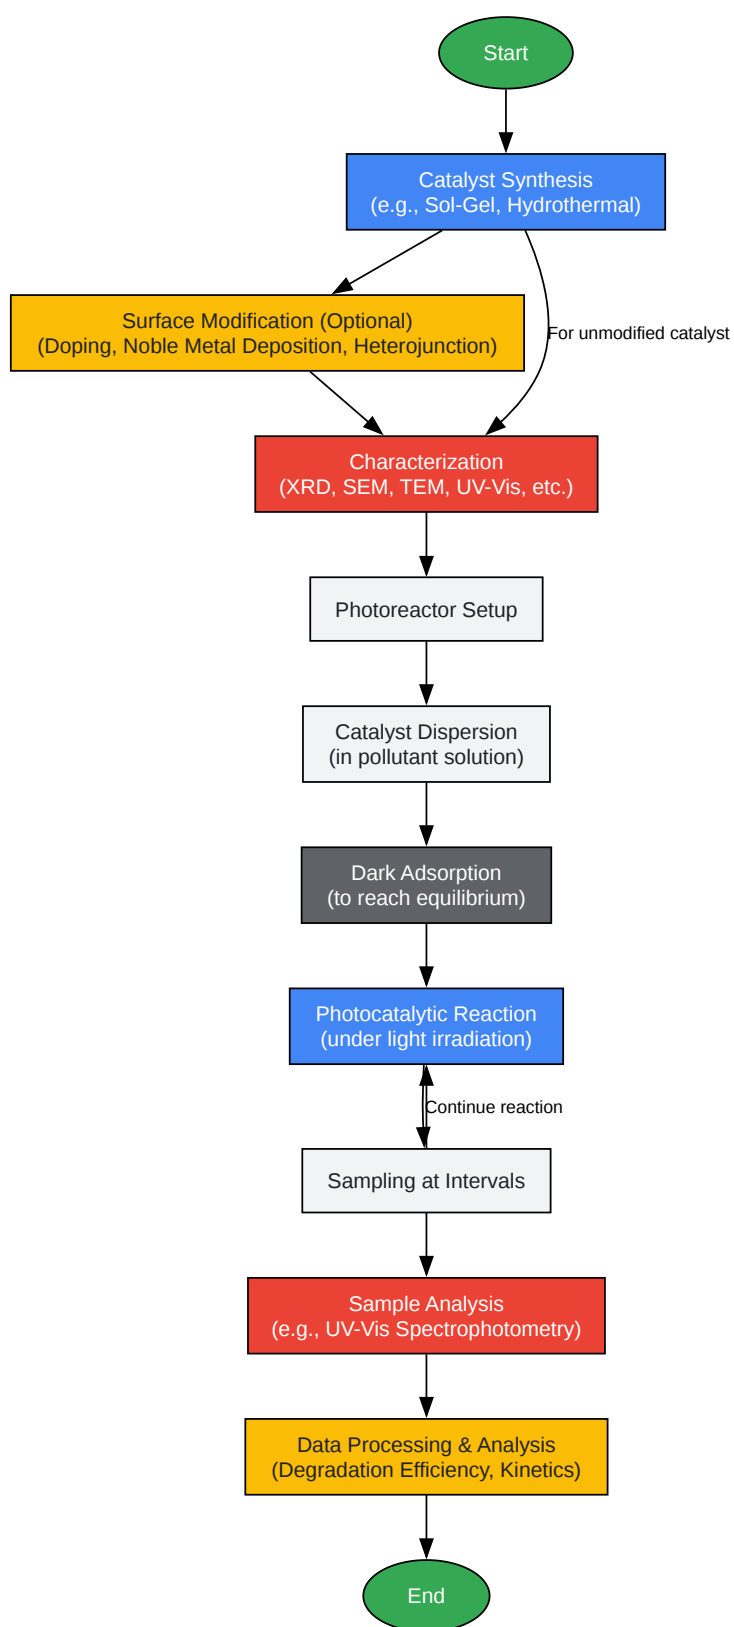 Start
Catalyst Synthesis
(e.g., Sol-Gel, Hydrothermal)
Surface Modification (Optional)
(Doping, Noble Metal Deposition, Heterojunction)
For unmodified catalyst
Characterization
(XRD, SEM, TEM, UV-Vis, etc.)
Photoreactor Setup
Catalyst Dispersion
(in pollutant solution)
Dark Adsorption
(to reach equilibrium)
Photocatalytic Reaction
(under light irradiation)
Continue reaction
Sampling at Intervals
Sample Analysis
(e.g., UV-Vis Spectrophotometry)
Data Processing & Analysis
(Degradation Efficiency, Kinetics)
End